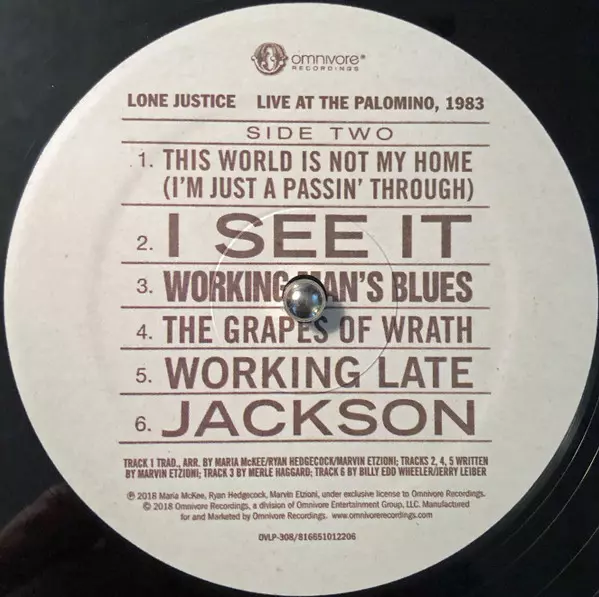 omnivore®
RECORDINGS
LONE JUSTICE LIVE AT THE PALOMINO, 1983
SIDE TWO
1. THIS WORLD IS NOT MY HOME
(I'M JUST A PASSIN' THROUGH)
2. I SEE IT
3. WORKING MAN'S BLUES
4. THE GRAPES OF WRATH
5. WORKING LATE
6. JACKSON
TRACK 1 TRAD., ARR. BY MARIA McKEE/RYAN HEDGECOCK/MARVIN ETZIONI; TRACKS 2, 4, 5 WRITTEN
BY MARVIN ETZIONI; TRACK 3 BY MERLE HAGGARD; TRACK 6 BY BILLY EDD WHEELER/JERRY LEIBER
℗ 2018 Maria McKee, Ryan Hedgecock, Marvin Etzioni, under exclusive license to Omnivore Recordings.
© 2018 Omnivore Recordings, a division of Omnivore Entertainment Group, LLC. Manufactured
for and Marketed by Omnivore Recordings. www.omnivorerecordings.com
OVLP-308/816651012206